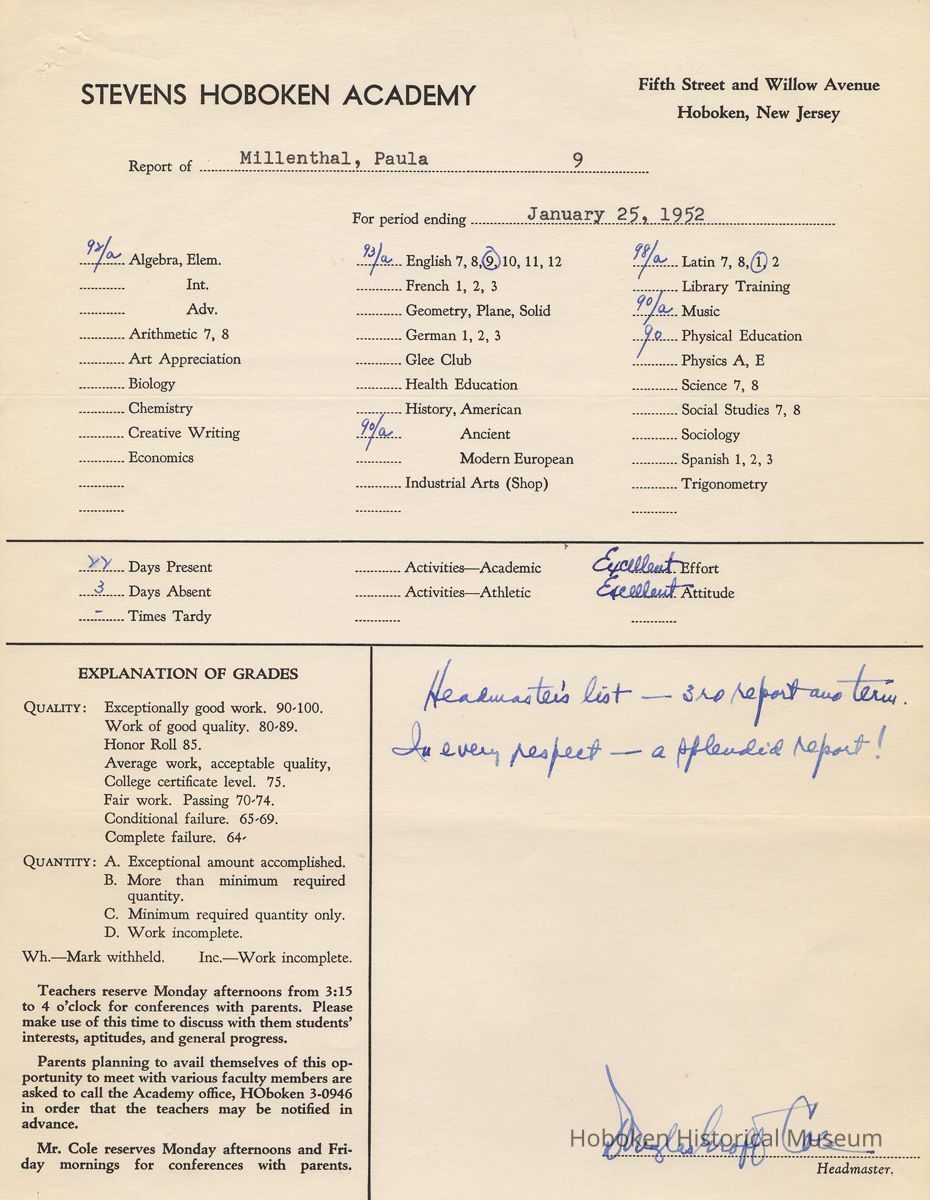 STEVENS HOBOKEN ACADEMY
Fifth Street and Willow Avenue
Hoboken, New Jersey
Report of Millenthal, Paula 9
For period ending January 25, 1952
92/a Algebra, Elem.
Int.
Adv.
Arithmetic 7, 8
Art Appreciation
Biology
Chemistry
Creative Writing
Economics
93/a English 7, 8, 9, 10, 11, 12
French 1, 2, 3
Geometry, Plane, Solid
German 1, 2, 3
Glee Club
Health Education
History, American
90/a Ancient
Modern European
Industrial Arts (Shop)
98/a Latin 7, 8, 1, 2
Library Training
90/a Music
90 Physical Education
Physics A, E
Science 7, 8
Social Studies 7, 8
Sociology
Spanish 1, 2, 3
Trigonometry
Days Present
3 Days Absent
- Times Tardy
Activities—Academic
Activities—Athletic
Excellent Effort
Excellent Attitude
EXPLANATION OF GRADES
QUALITY: Exceptionally good work. 90-100.
Work of good quality. 80-89.
Honor Roll 85.
Average work, acceptable quality,
College certificate level. 75.
Fair work. Passing 70-74.
Conditional failure. 65-69.
Complete failure. 64-
QUANTITY: A. Exceptional amount accomplished.
B. More than minimum required
quantity.
C. Minimum required quantity only.
D. Work incomplete.
Wh.—Mark withheld. Inc.—Work incomplete.
Teachers reserve Monday afternoons from 3:15
to 4 o'clock for conferences with parents. Please
make use of this time to discuss with them students'
interests, aptitudes, and general progress.
Parents planning to avail themselves of this op-
portunity to meet with various faculty members are
asked to call the Academy office, HOboken 3-0946
in order that the teachers may be notified in
advance.
Mr. Cole reserves Monday afternoons and Fri-
day mornings for conferences with parents.
Headmaster's list — 3rd report and term.
In every respect — a splendid report!
Cole
Hoboken Historical Museum
Headmaster.